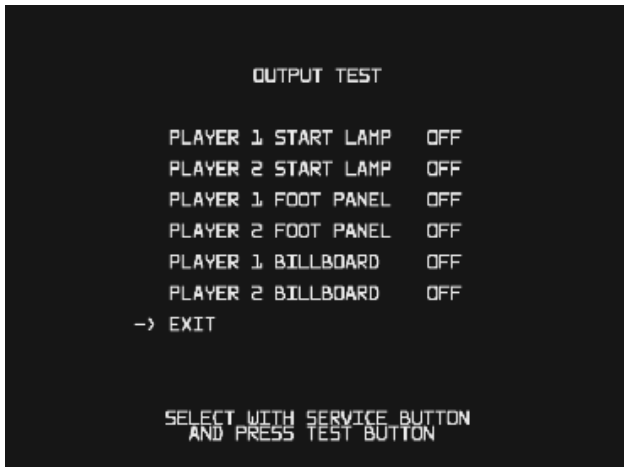 OUTPUT TEST
PLAYER 1 START LAMP OFF
PLAYER 2 START LAMP OFF
PLAYER 1 FOOT PANEL OFF
PLAYER 2 FOOT PANEL OFF
PLAYER 1 BILLBOARD OFF
PLAYER 2 BILLBOARD OFF
-> EXIT
SELECT WITH SERVICE BUTTON
AND PRESS TEST BUTTON